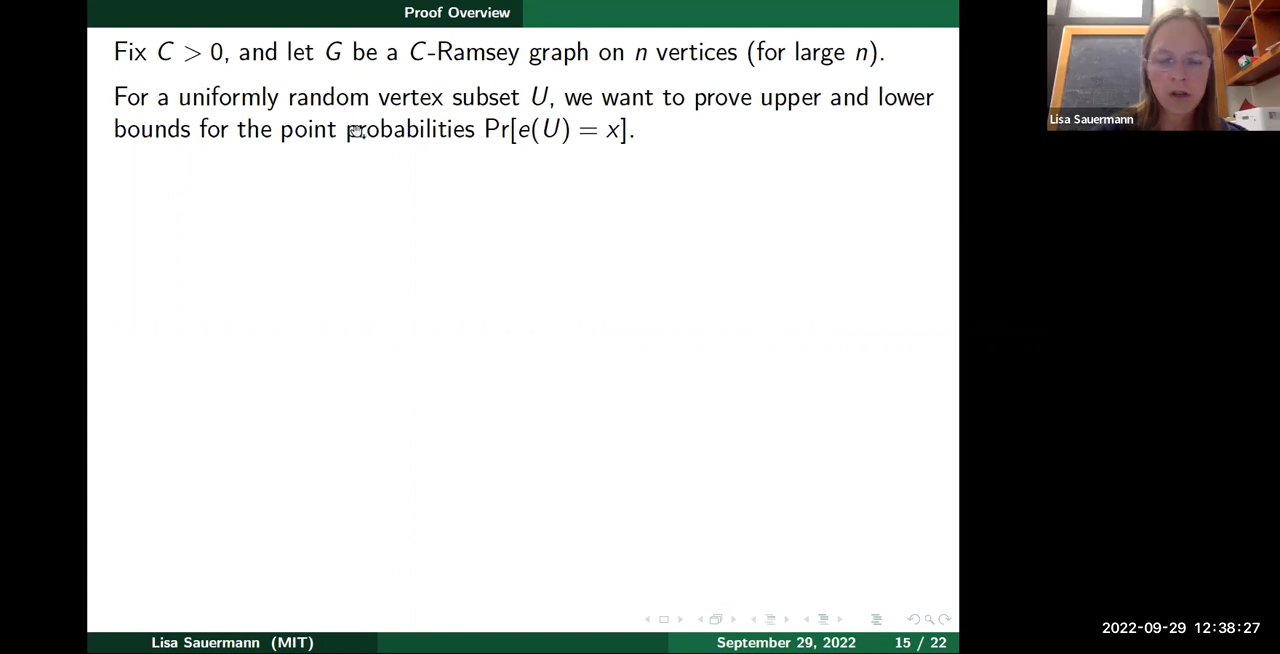 Proof Overview
Fix C > 0, and let G be a C-Ramsey graph on n vertices (for large n).
For a uniformly random vertex subset U, we want to prove upper and lower
bounds for the point probabilities Pr[e(U) = x].
Lisa Sauermann
Lisa Sauermann (MIT)
September 29, 2022
15 / 22
2022-09-29 12:38:27